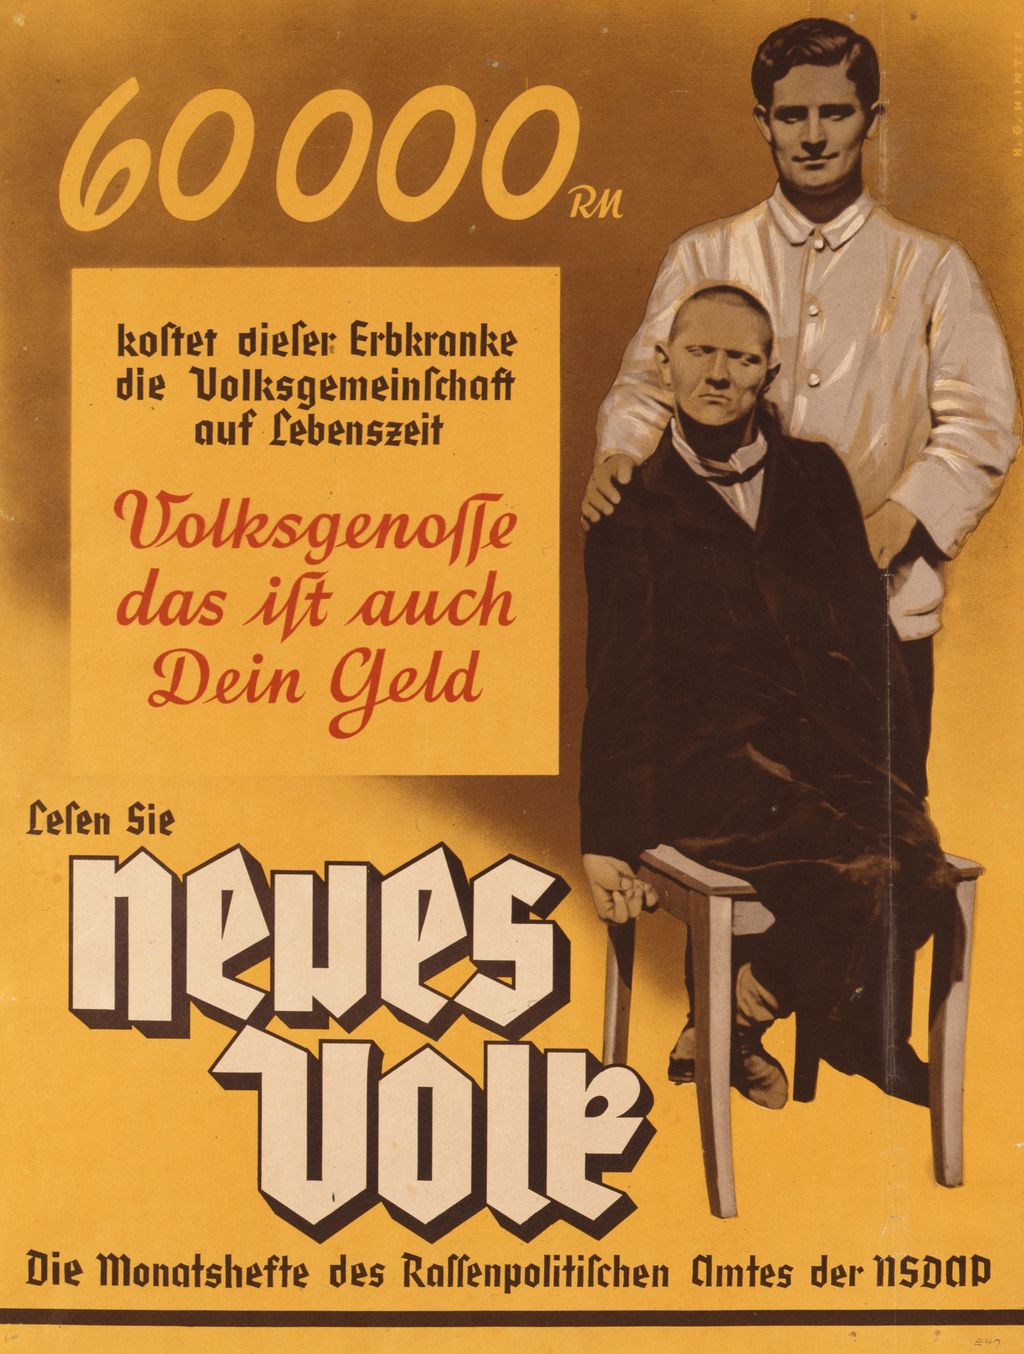 60 000 RM
koſtet dieſer Erbkranke
die Volksgemeinſchaft
auf Lebenszeit
Volksgenoſſe
das iſt auch
Dein Geld
Leſen Sie
neues
Volk
Die Monatshefte des Raſſenpolitiſchen Amtes der NSDAP
H.G.WINTZE